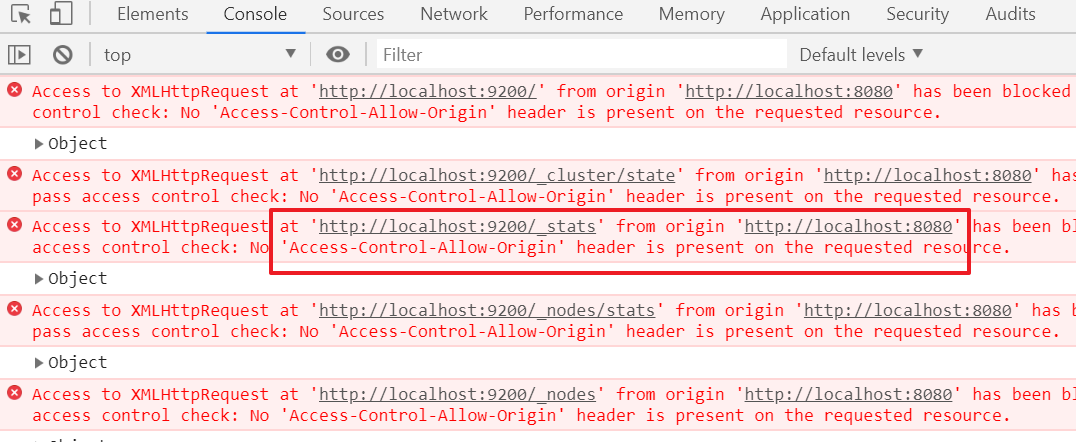 Elements Console Sources Network Performance Memory Application Security Audits
top Filter Default levels
Access to XMLHttpRequest at 'http://localhost:9200/' from origin 'http://localhost:8080' has been blocked
control check: No 'Access-Control-Allow-Origin' header is present on the requested resource.
Object
Access to XMLHttpRequest at 'http://localhost:9200/_cluster/state' from origin 'http://localhost:8080' has
pass access control check: No 'Access-Control-Allow-Origin' header is present on the requested resource.
Access to XMLHttpRequest at 'http://localhost:9200/_stats' from origin 'http://localhost:8080' has been bl
access control check: No 'Access-Control-Allow-Origin' header is present on the requested resource.
Object
Access to XMLHttpRequest at 'http://localhost:9200/_nodes/stats' from origin 'http://localhost:8080' has b
pass access control check: No 'Access-Control-Allow-Origin' header is present on the requested resource.
Object
Access to XMLHttpRequest at 'http://localhost:9200/_nodes' from origin 'http://localhost:8080' has been bl
access control check: No 'Access-Control-Allow-Origin' header is present on the requested resource.
Object